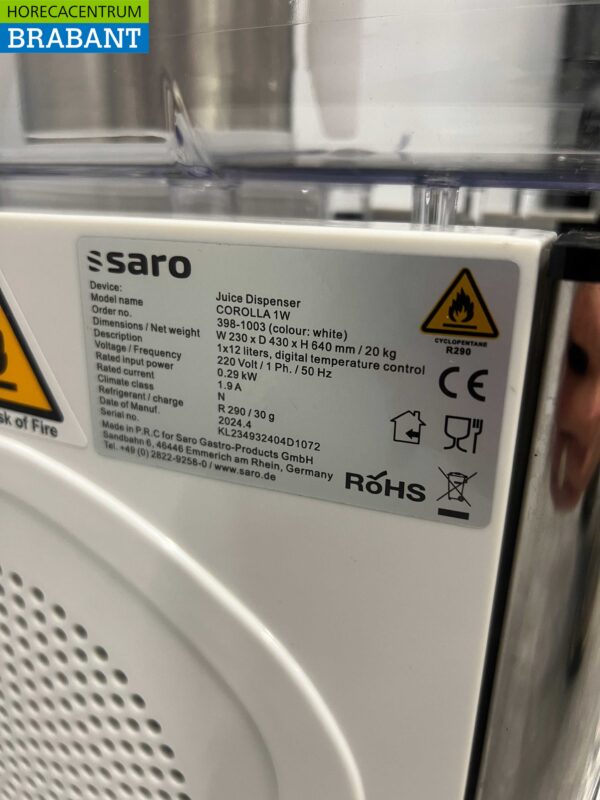 HORECACENTRUM
BRABANT
saro
Device: Juice Dispenser
Model name COROLLA 1W
Order no. 398-1003 (colour: white)
Dimensions / Net weight W 230 x D 430 x H 640 mm / 20 kg
Description 1x12 liters, digital temperature control
Voltage / Frequency 220 Volt / 1 Ph. / 50 Hz
Rated input power 0.29 kW
Rated current 1.9 A
Climate class N
Refrigerant / charge R 290 / 30 g
Date of Manuf. 2024.4
Serial no. KL234932404D1072
Made in P.R.C for Saro Gastro-Products GmbH
Sandbahn 6, 46446 Emmerich am Rhein, Germany
Tel. +49 (0) 2822-9258-0 / www.saro.de
CYCLOPENTANE
R290
CE
RoHS
sk of Fire